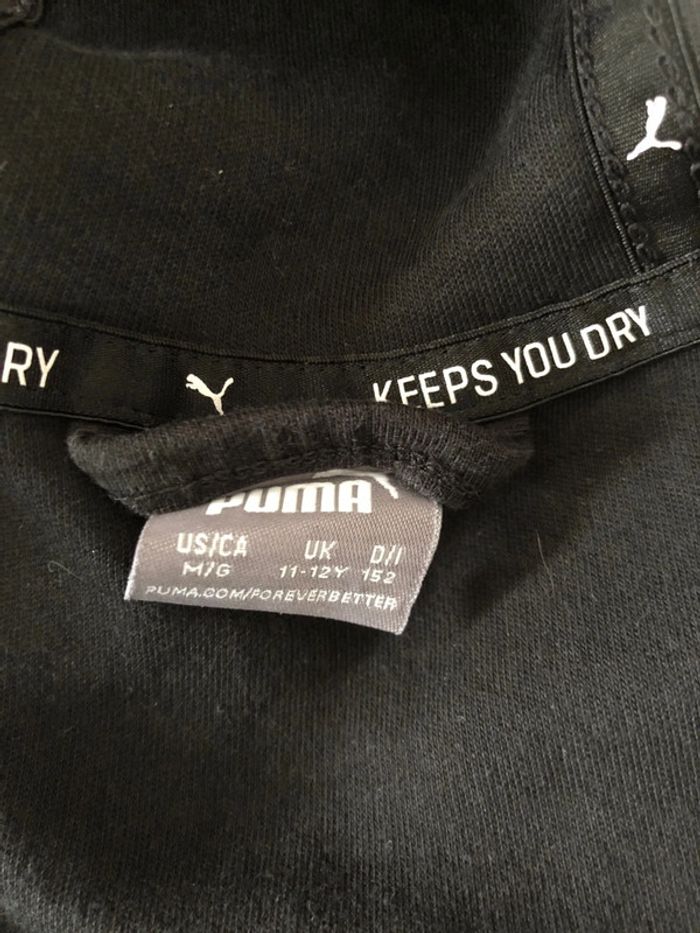 RY
KEEPS YOU DRY
PUMA
US/CA UK D/I
M/G 11-12Y 152
PUMA.COM/FOREVERBETTER